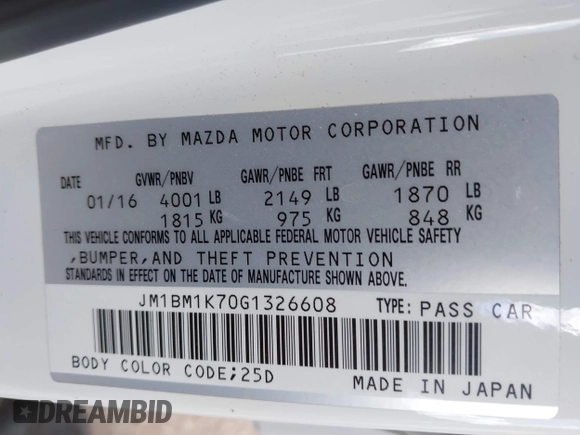 MFD. BY MAZDA MOTOR CORPORATION
DATE GVWR/PNBV GAWR/PNBE FRT GAWR/PNBE RR
01/16 4001 LB 2149 LB 1870 LB
1815 KG 975 KG 848 KG
THIS VEHICLE CONFORMS TO ALL APPLICABLE FEDERAL MOTOR VEHICLE SAFETY
,BUMPER,AND THEFT PREVENTION
STANDARDS IN EFFECT ON THE DATE OF MANUFACTURE SHOWN ABOVE.
JM1BM1K70G1326608 TYPE: PASS CAR
BODY COLOR CODE;25D MADE IN JAPAN
DREAMBID